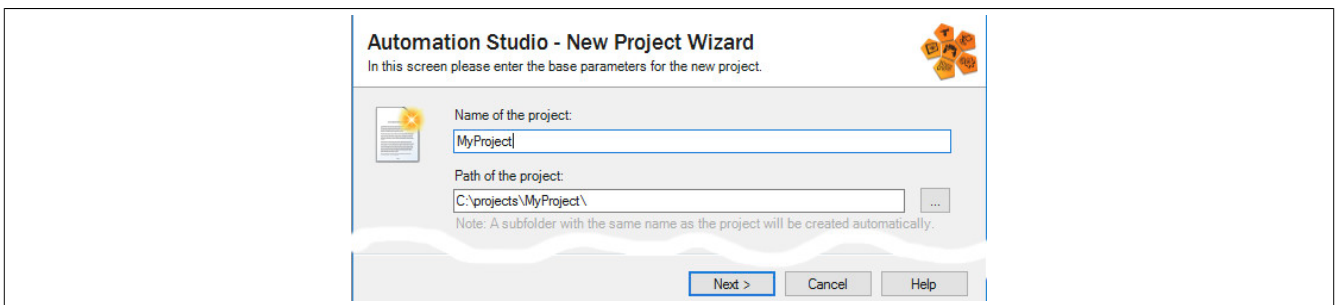 Automation Studio - New Project Wizard
In this screen please enter the base parameters for the new project.
Name of the project:
MyProject
Path of the project:
C:\projects\MyProject\
...
Note: A subfolder with the same name as the project will be created automatically.
Next >
Cancel
Help